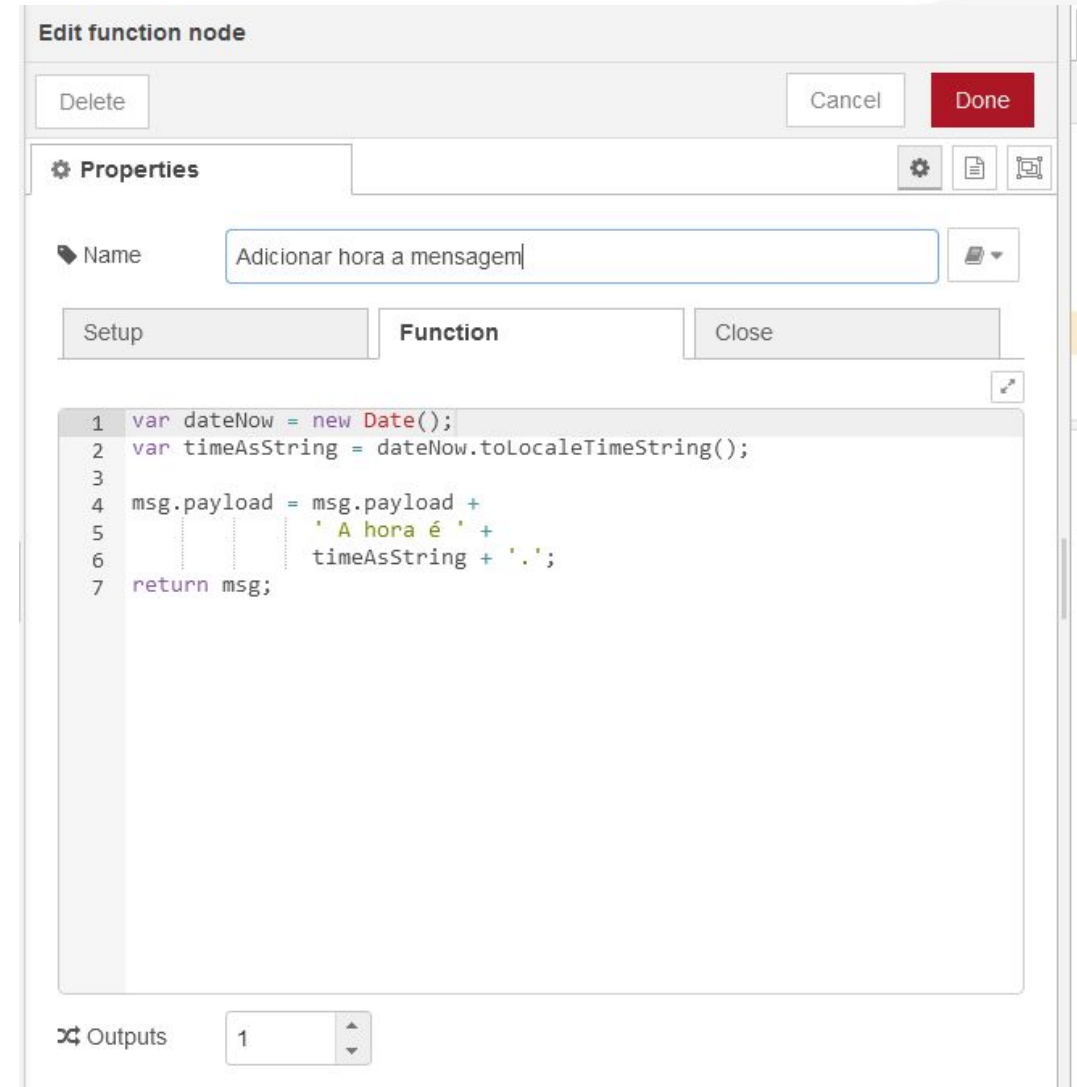 Edit function node
Delete
Cancel
Done
Properties
Name
Adicionar hora a mensagem
Setup
Function
Close
1 var dateNow = new Date();
2 var timeAsString = dateNow.toLocaleTimeString();
3
4 msg.payload = msg.payload +
5 ' A hora é ' +
6 timeAsString + '.';
7 return msg;
Outputs
1